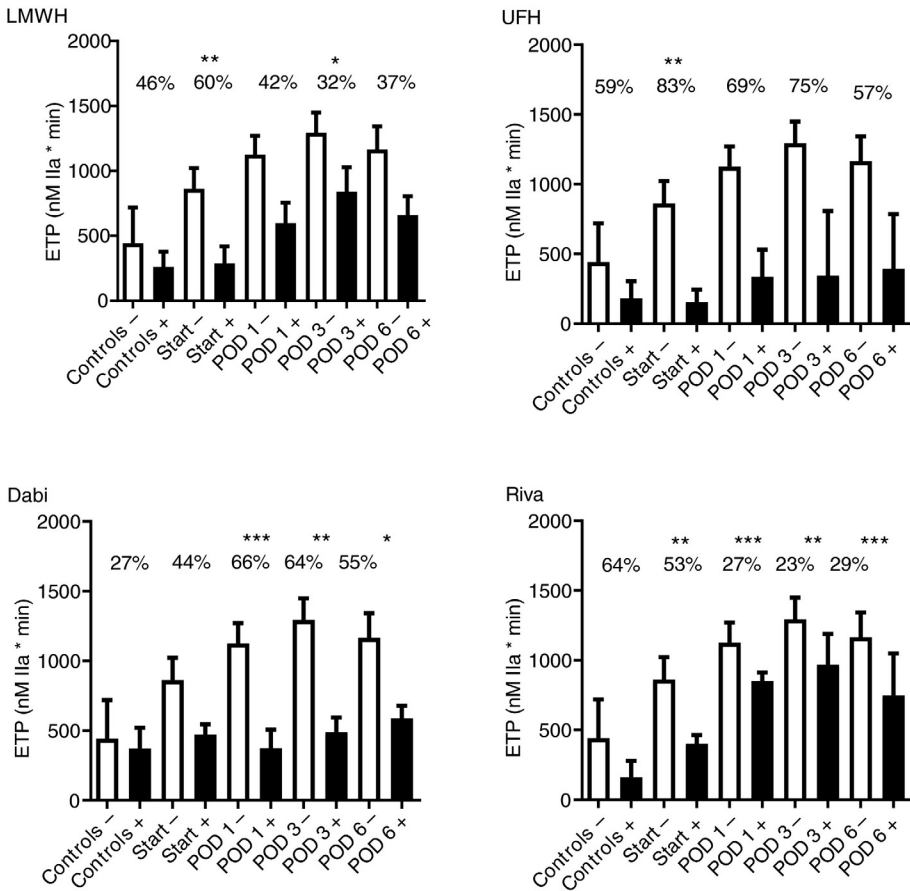 LMWH
2000
1500
1000
500
0
ETP (nM IIa * min)
** *
46% 60% 42% 32% 37%
Controls –
Controls +
Start –
Start +
POD 1 –
POD 1 +
POD 3 –
POD 3 +
POD 6 –
POD 6 +
UFH
2000
1500
1000
500
0
ETP (nM IIa * min)
**
59% 83% 69% 75% 57%
Controls –
Controls +
Start –
Start +
POD 1 –
POD 1 +
POD 3 –
POD 3 +
POD 6 –
POD 6 +
Dabi
2000
1500
1000
500
0
ETP (nM IIa * min)
*** ** *
27% 44% 66% 64% 55%
Controls –
Controls +
Start –
Start +
POD 1 –
POD 1 +
POD 3 –
POD 3 +
POD 6 –
POD 6 +
Riva
2000
1500
1000
500
0
ETP (nM IIa * min)
** *** ** ***
64% 53% 27% 23% 29%
Controls –
Controls +
Start –
Start +
POD 1 –
POD 1 +
POD 3 –
POD 3 +
POD 6 –
POD 6 +